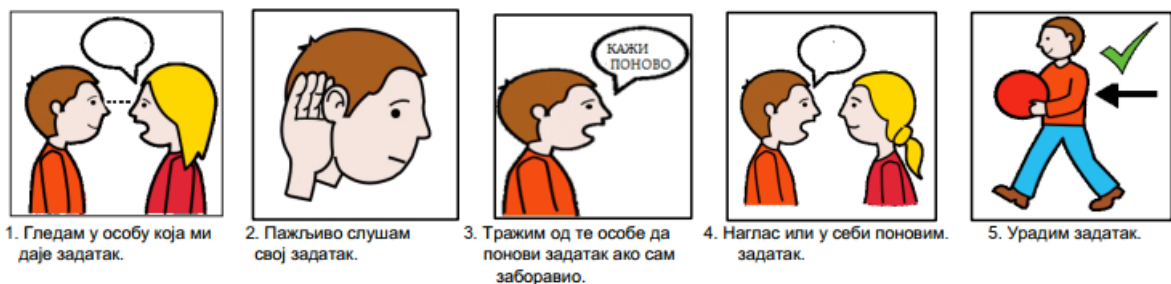 КАЖИ
ПОНОВО
1. Гледам у особу која ми
даје задатак.
2. Пажљиво слушам
свој задатак.
3. Тражим од те особе да
понови задатак ако сам
заборавио.
4. Наглас или у себи поновим.
задатак.
5. Урадим задатак.